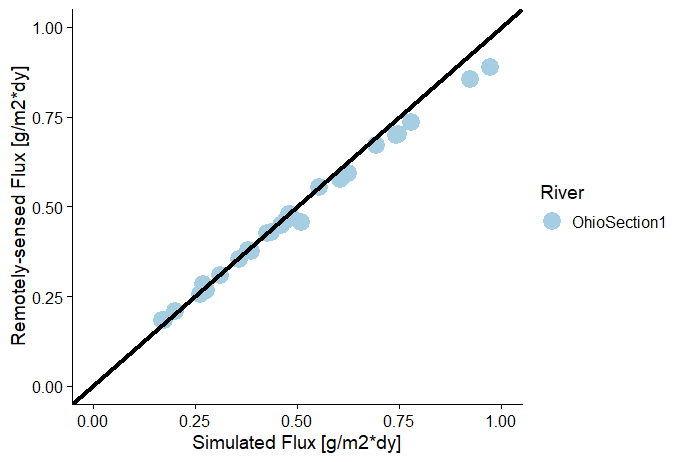 1.00
0.75
0.50
0.25
0.00
Remotely-sensed Flux [g/m2*dy]
0.00 0.25 0.50 0.75 1.00
Simulated Flux [g/m2*dy]
River
OhioSection1